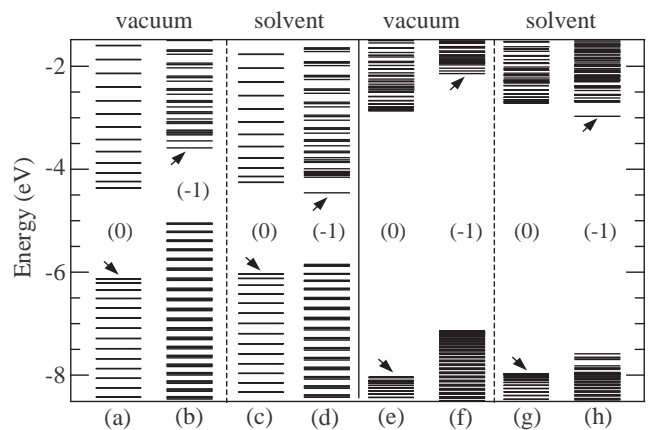 vacuum solvent vacuum solvent
-2
(-1)
-4
Energy (eV)
(0) (0) (-1) (0) (-1) (0) (-1)
-6
-8
(a) (b) (c) (d) (e) (f) (g) (h)